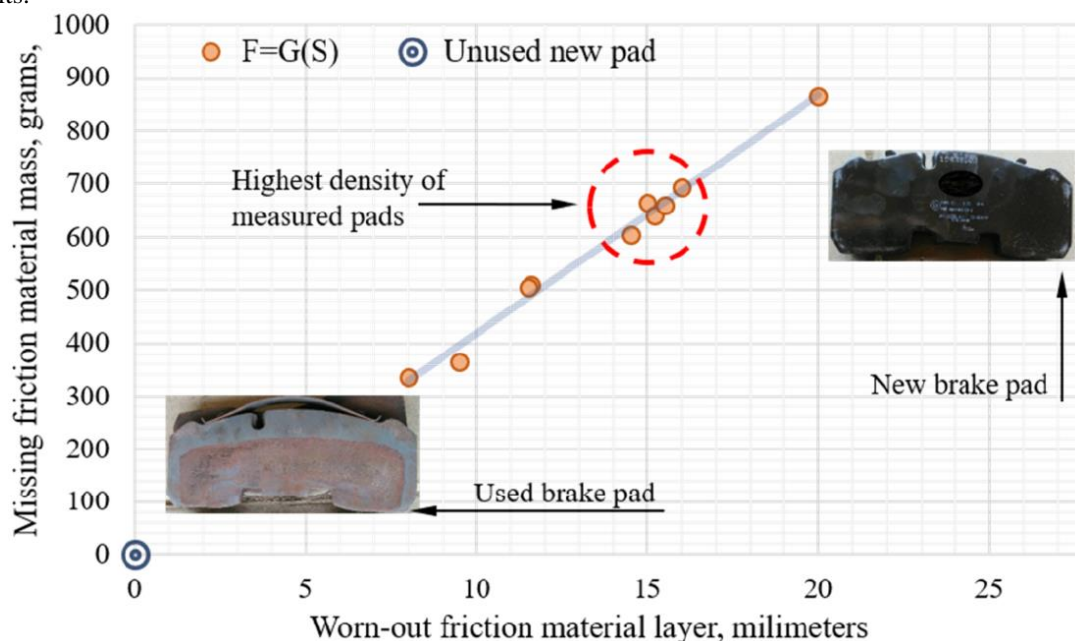 its.
1000
900
800
700
600
500
400
300
200
100
0
Missing friction material mass, grams,
F=G(S)
Unused new pad
Highest density of
measured pads
New brake pad
Used brake pad
0
5
10
15
20
25
Worn-out friction material layer, milimeters